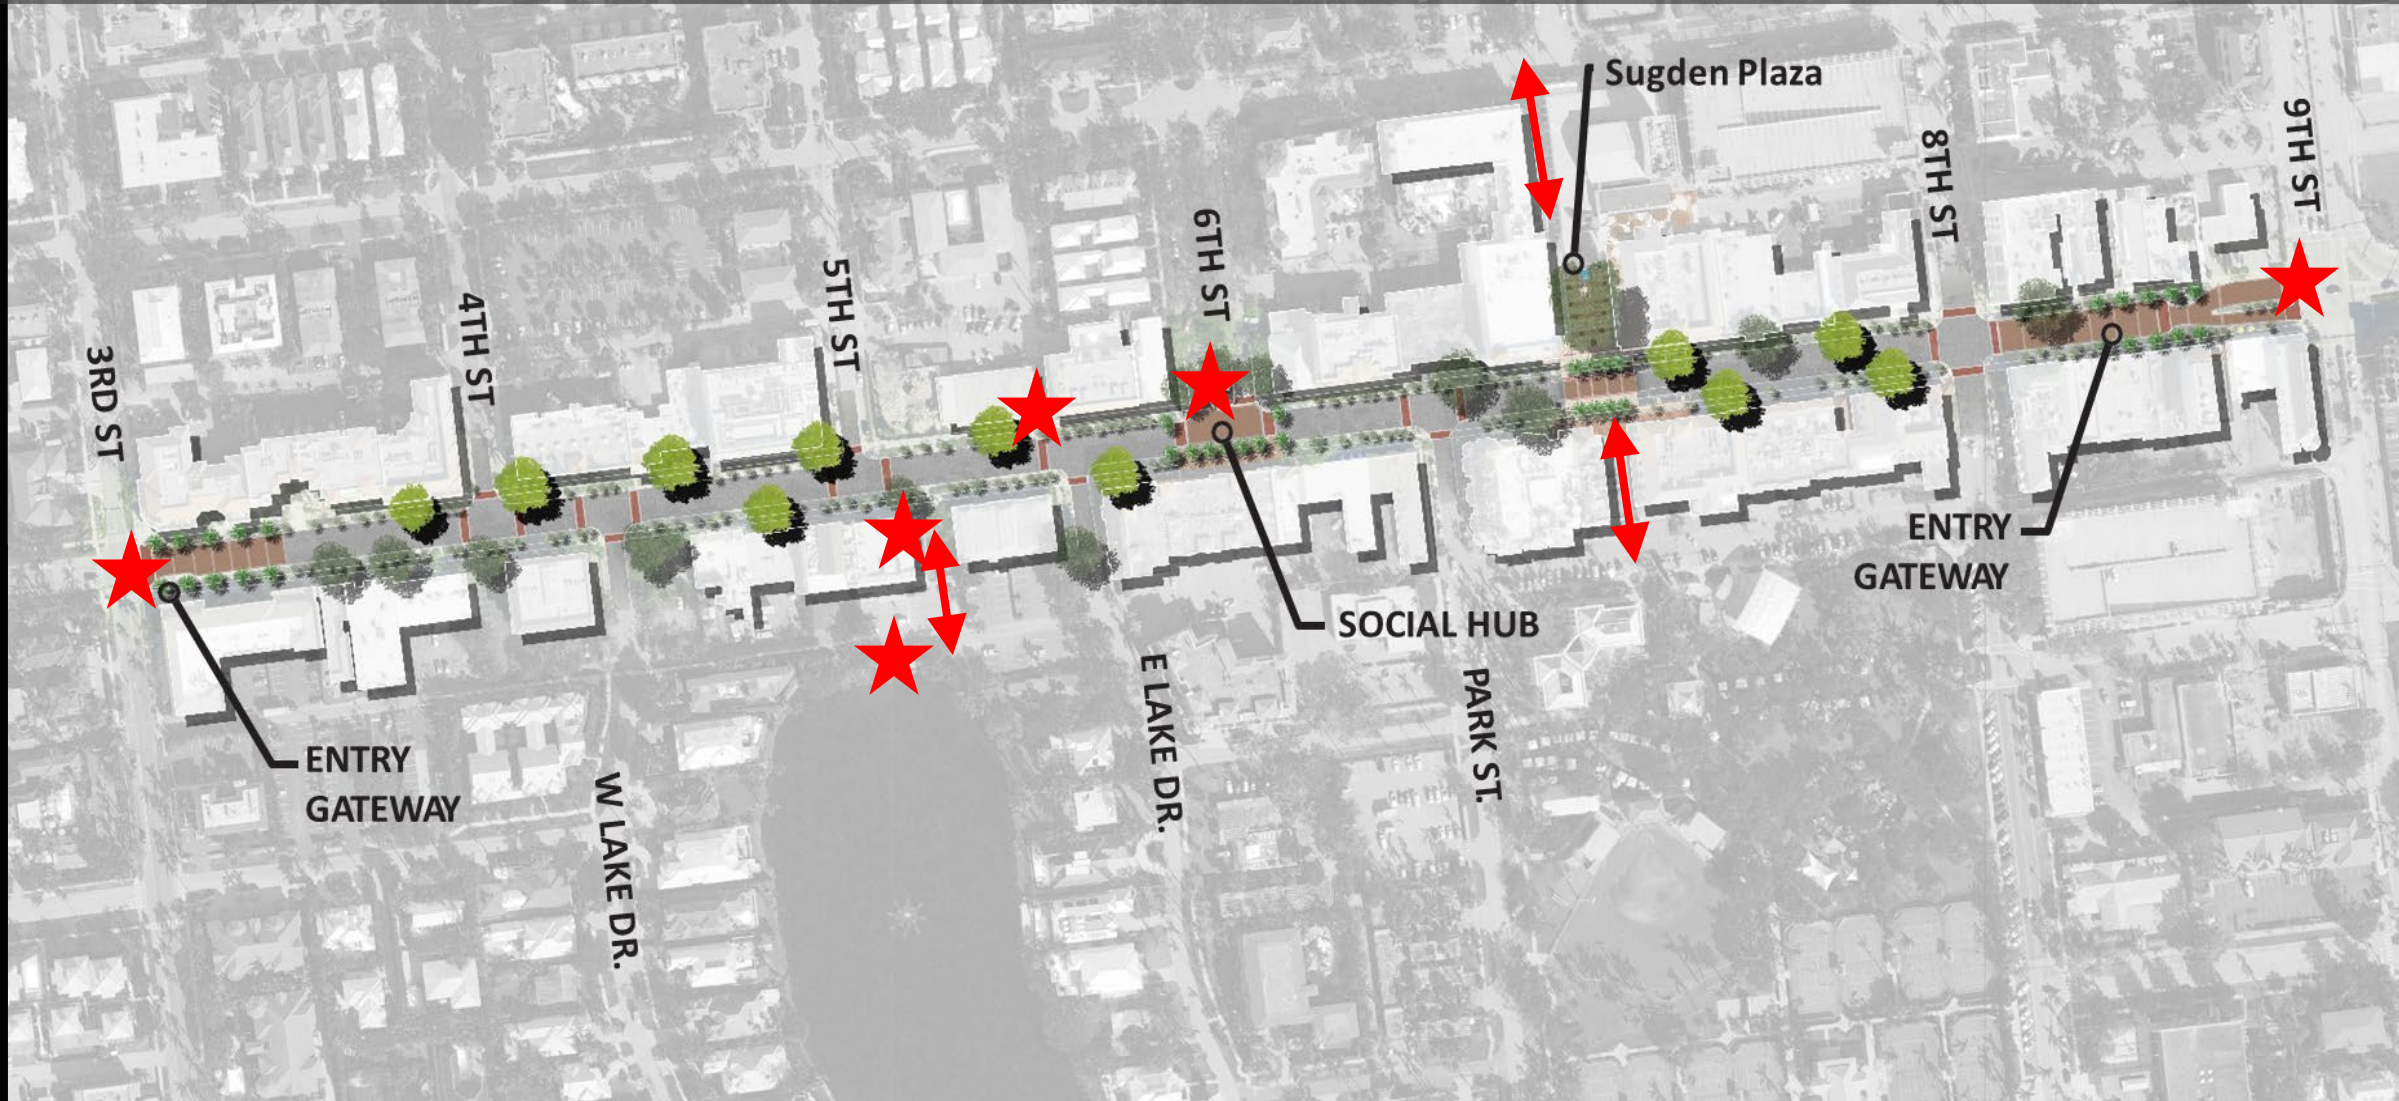 Sugden Plaza
9TH ST
8TH ST
6TH ST
5TH ST
4TH ST
3RD ST
ENTRY
GATEWAY
SOCIAL HUB
E LAKE DR.
PARK ST.
ENTRY
GATEWAY
W LAKE DR.